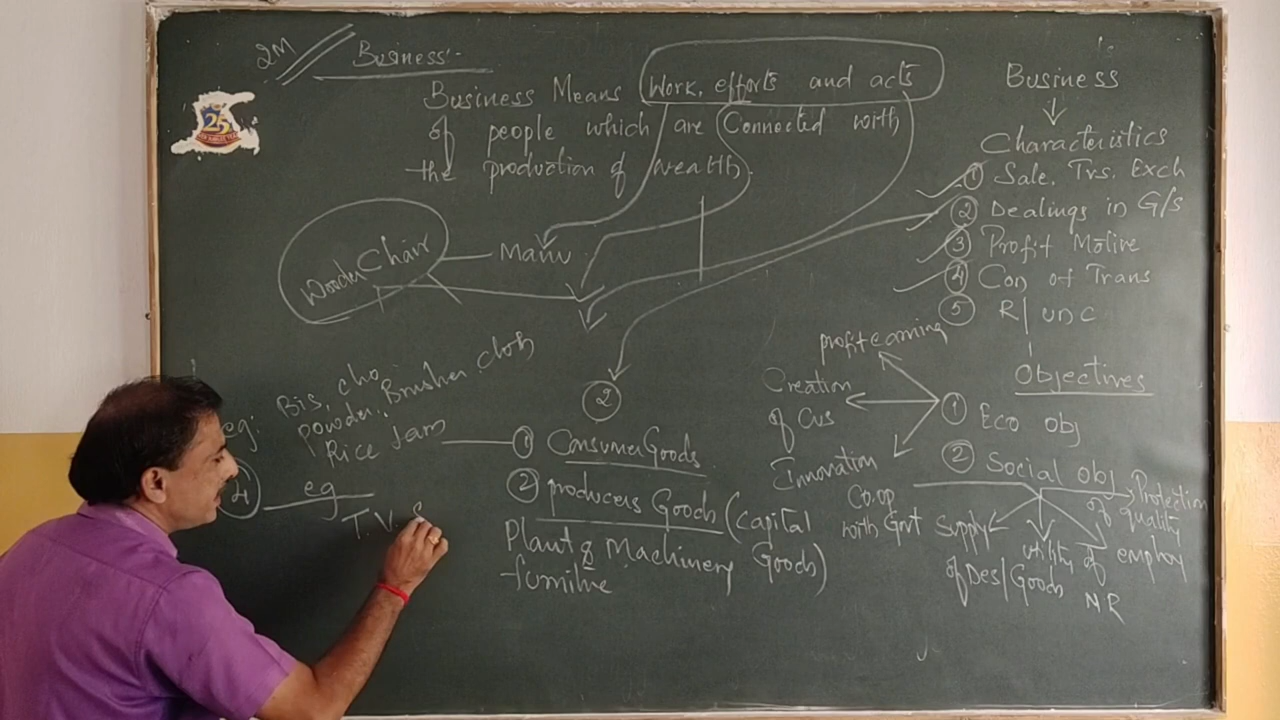 2M
Business:-
Business Means Work, efforts and acts
of people which are Connected with
the production of wealth.
Wooden Chair
Manu
2
eg: Bis, cho
powder, Brushes, cloth
Rice Jam
4
eg
T.V. S
1 Consumer Goods
2 producers Goods (Capital
Plant & Machinery Goods)
25
Business
Characteristics
1 Sale, Trs. Exch
2 Dealings in G/s
3 Profit Motive
4 Con of Trans
5 R/unc
Objectives
1 Eco obj
profit earning
Creation
of Cus
Innovation
2 Social obj
Co.op
with Govt
Supply
of Des/Goods
utility of
N R
Protection
of quality
employ